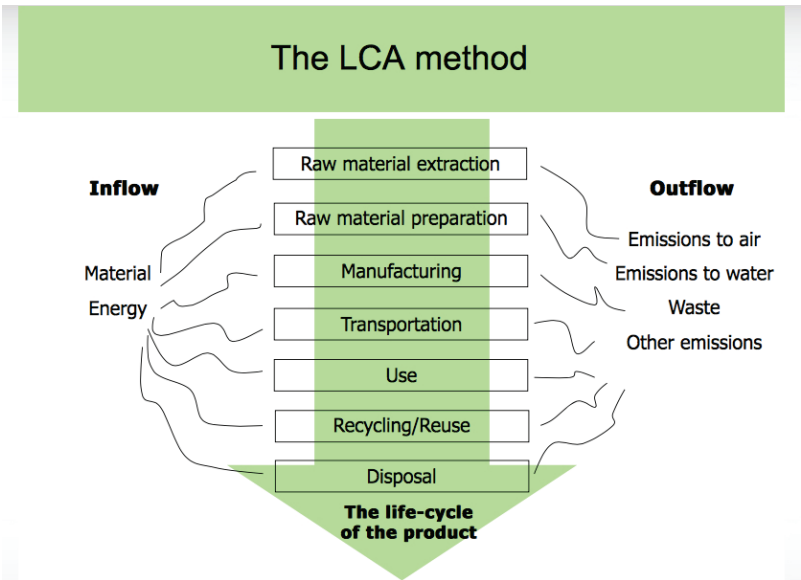 The LCA method
Inflow
Material
Energy
Raw material extraction
Raw material preparation
Manufacturing
Transportation
Use
Recycling/Reuse
Disposal
The life-cycle
of the product
Outflow
Emissions to air
Emissions to water
Waste
Other emissions